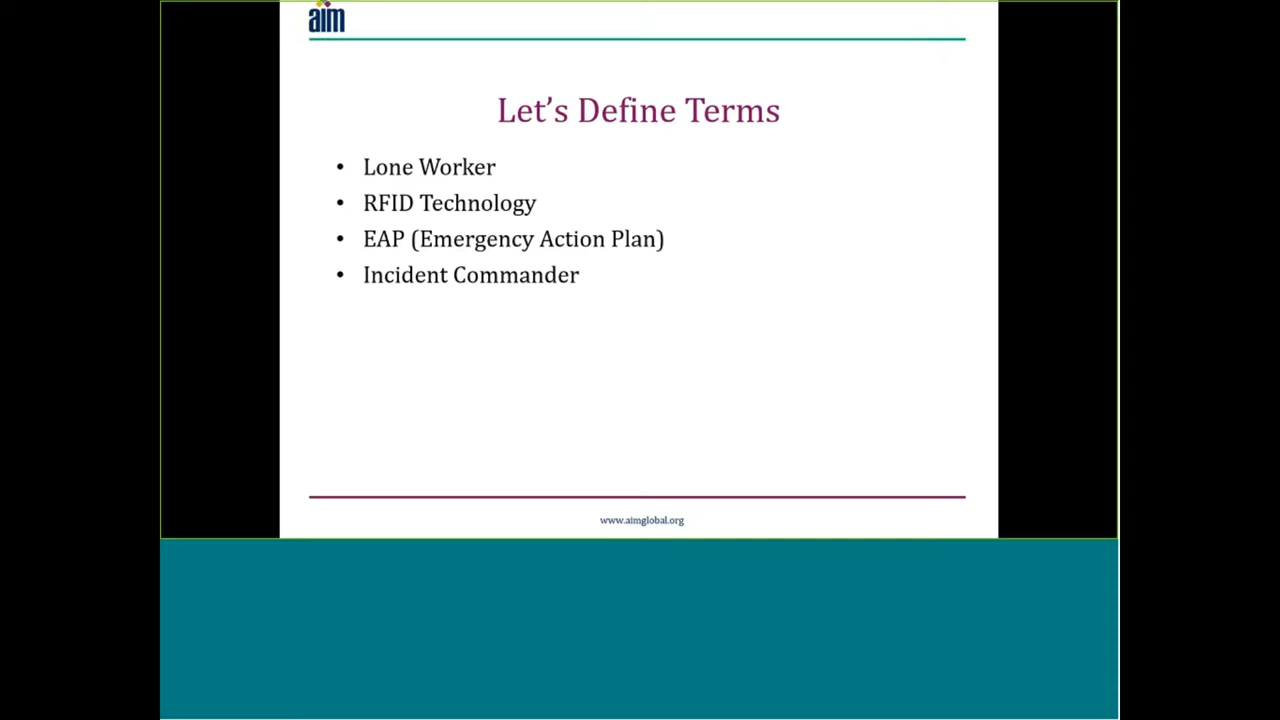 aim
Let's Define Terms
• Lone Worker
• RFID Technology
• EAP (Emergency Action Plan)
• Incident Commander
www.aimglobal.org